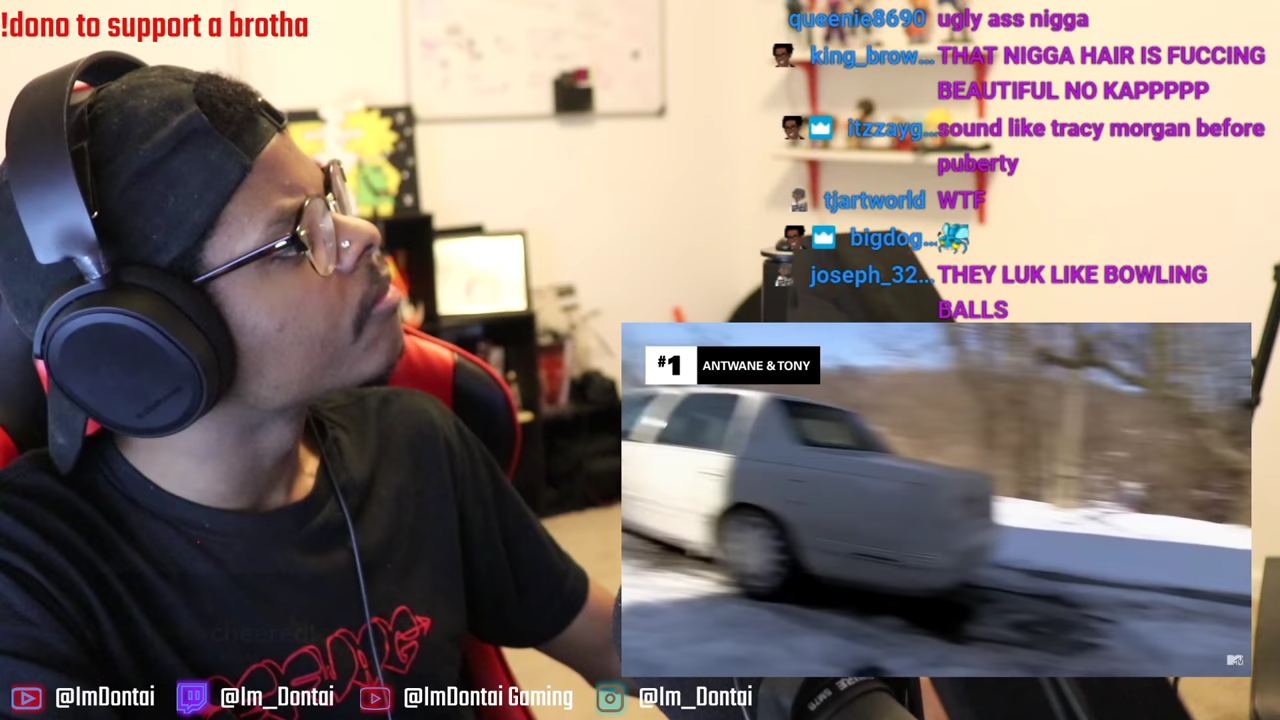 !dono to support a brotha
queenie8690 ugly ass nigga
king_brow... THAT NIGGA HAIR IS FUCCING
BEAUTIFUL NO KAPPPPP
itzzayg... sound like tracy morgan before
puberty
tjartworld WTF
bigdog...
joseph_32... THEY LUK LIKE BOWLING
BALLS
#1 ANTWANE & TONY
cheered!
@ImDontai @Im_Dontai @ImDontai Gaming @Im_Dontai